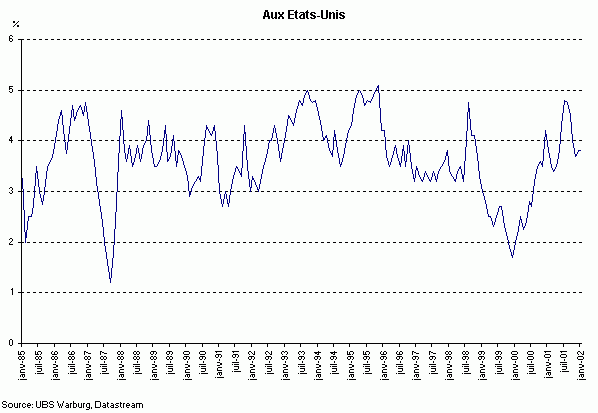 Aux Etats-Unis
%
6
5
4
3
2
1
0
janv-85
juil-85
janv-86
juil-86
janv-87
juil-87
janv-88
juil-88
janv-89
juil-89
janv-90
juil-90
janv-91
juil-91
janv-92
juil-92
janv-93
juil-93
janv-94
juil-94
janv-95
juil-95
janv-96
juil-96
janv-97
juil-97
janv-98
juil-98
janv-99
juil-99
janv-00
juil-00
janv-01
juil-01
janv-02
Source: UBS Warburg, Datastream